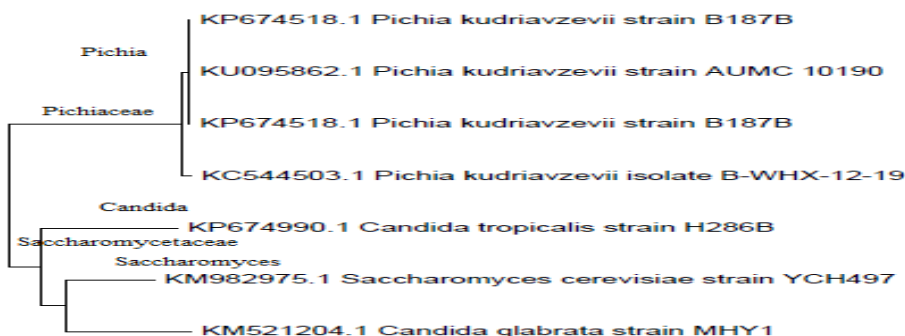 KP674518.1 Pichia kudriavzevii strain B187B
Pichia
KU095862.1 Pichia kudriavzevii strain AUMC 10190
Pichiaceae
KP674518.1 Pichia kudriavzevii strain B187B
KC544503.1 Pichia kudriavzevii isolate B-WHX-12-19
Candida
KP674990.1 Candida tropicalis strain H286B
Saccharomycetaceae
Saccharomyces
KM982975.1 Saccharomyces cerevisiae strain YCH497
KM521204.1 Candida glabrata strain MHY1